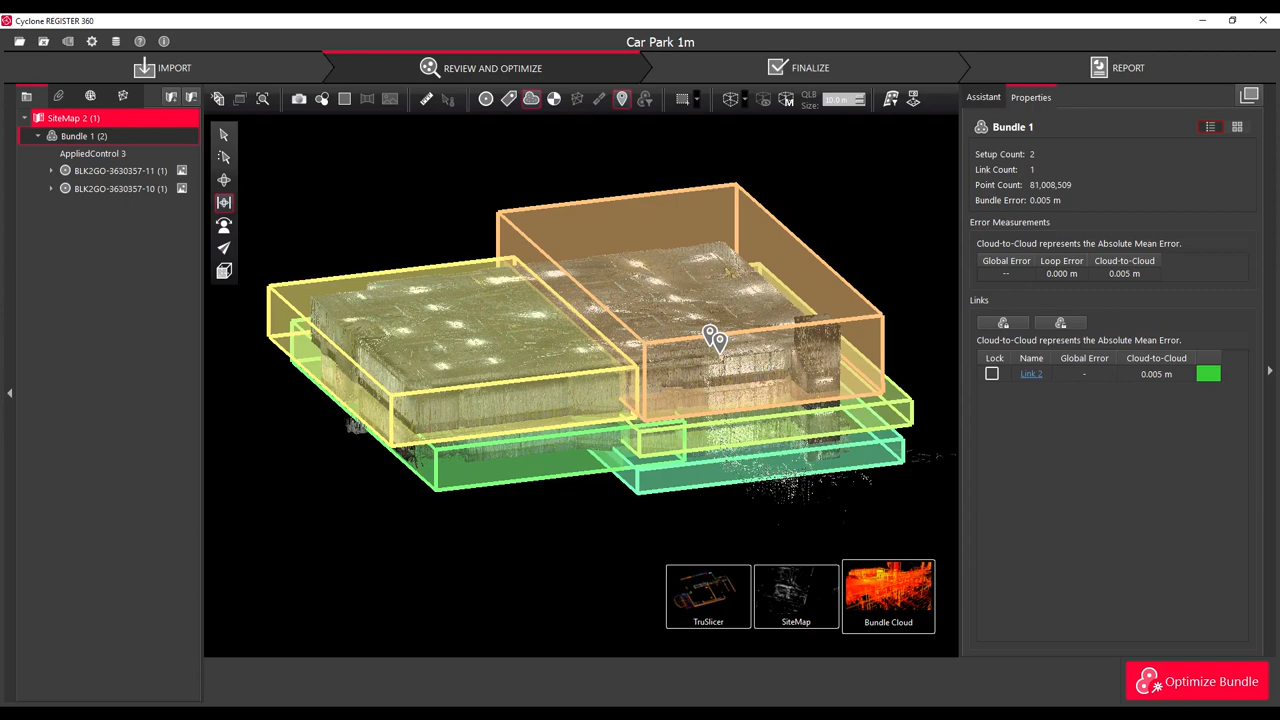 Cyclone REGISTER 360
Car Park 1m
IMPORT
REVIEW AND OPTIMIZE
FINALIZE
REPORT
QLB Size: 10.0 m
Assistant
Properties
SiteMap 2 (1)
Bundle 1 (2)
AppliedControl 3
BLK2GO-3630357-11 (1)
BLK2GO-3630357-10 (1)
Bundle 1
Setup Count: 2
Link Count: 1
Point Count: 81,008,509
Bundle Error: 0.005 m
Error Measurements
Cloud-to-Cloud represents the Absolute Mean Error.
Global Error Loop Error Cloud-to-Cloud
-- 0.000 m 0.005 m
Links
Cloud-to-Cloud represents the Absolute Mean Error.
Lock Name Global Error Cloud-to-Cloud
Link 2 - 0.005 m
TruSlicer
SiteMap
Bundle Cloud
Optimize Bundle